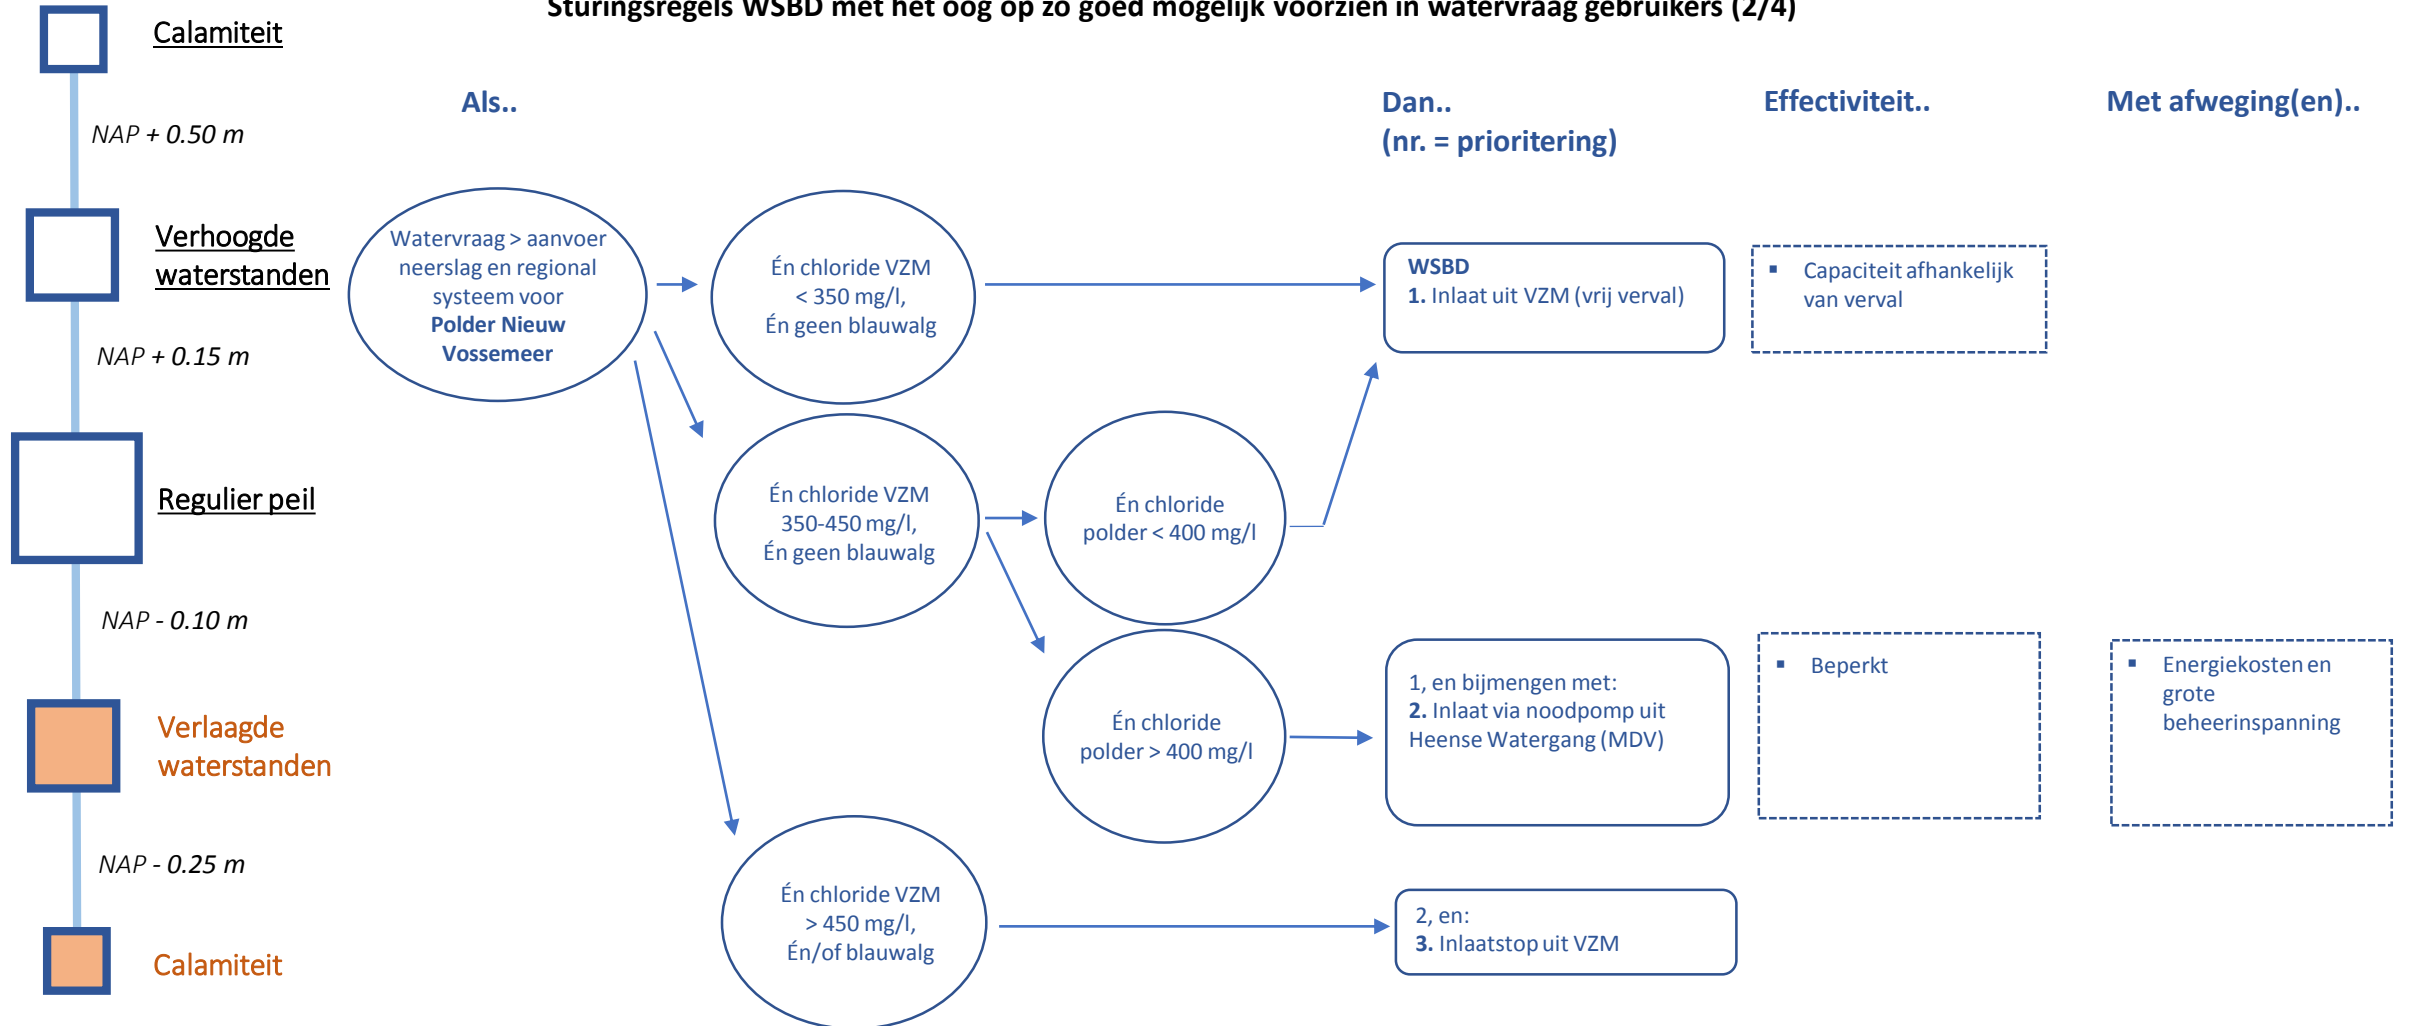 Sturingsregels WSBD met het oog op zo goed mogelijk voorzien in watervraag gebruikers (2/4)
Calamiteit
NAP + 0.50 m
Verhoogde
waterstanden
NAP + 0.15 m
Regulier peil
NAP - 0.10 m
Verlaagde
waterstanden
NAP - 0.25 m
Calamiteit
Als..
Dan..
(nr. = prioritering)
Effectiviteit..
Met afweging(en)..
Watervraag > aanvoer
neerslag en regional
systeem voor
Polder Nieuw
Vossemeer
Én chloride VZM
< 350 mg/l,
Én geen blauwalg
WSBD
1. Inlaat uit VZM (vrij verval)
▪ Capaciteit afhankelijk
van verval
Én chloride VZM
350-450 mg/l,
Én geen blauwalg
Én chloride
polder < 400 mg/l
Én chloride
polder > 400 mg/l
1, en bijmengen met:
2. Inlaat via noodpomp uit
Heense Watergang (MDV)
▪ Beperkt
▪ Energiekosten en
grote
beheerinspanning
Én chloride VZM
> 450 mg/l,
Én/of blauwalg
2, en:
3. Inlaatstop uit VZM